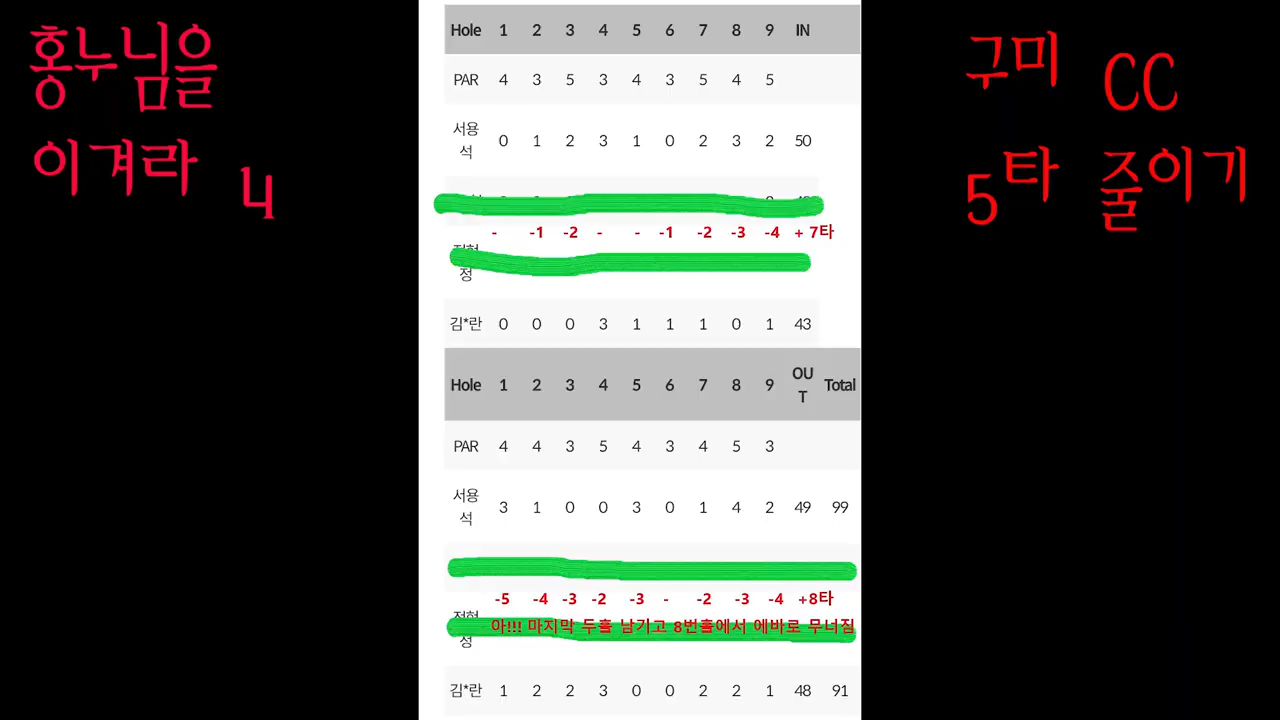 홍누님을
이겨라 4
구미 CC
5타 줄이기
Hole 1 2 3 4 5 6 7 8 9 IN
PAR 4 3 5 3 4 3 5 4 5
서용석 0 1 2 3 1 0 2 3 2 50
- -1 -2 - - -1 -2 -3 -4 + 7타
정
김*란 0 0 0 3 1 1 1 0 1 43
Hole 1 2 3 4 5 6 7 8 9 OUT Total
PAR 4 4 3 5 4 3 4 5 3
서용석 3 1 0 0 3 0 1 4 2 49 99
-5 -4 -3 -2 -3 - -2 -3 -4 +8타
아!!! 마지막 두홀 남기고 8번홀에서 에바로 무너짐
김*란 1 2 2 3 0 0 2 2 1 48 91